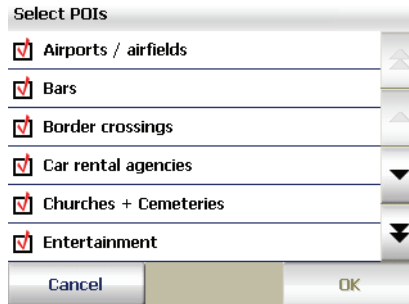 Select POIs
Airports / airfields
Bars
Border crossings
Car rental agencies
Churches + Cemeteries
Entertainment
Cancel
OK